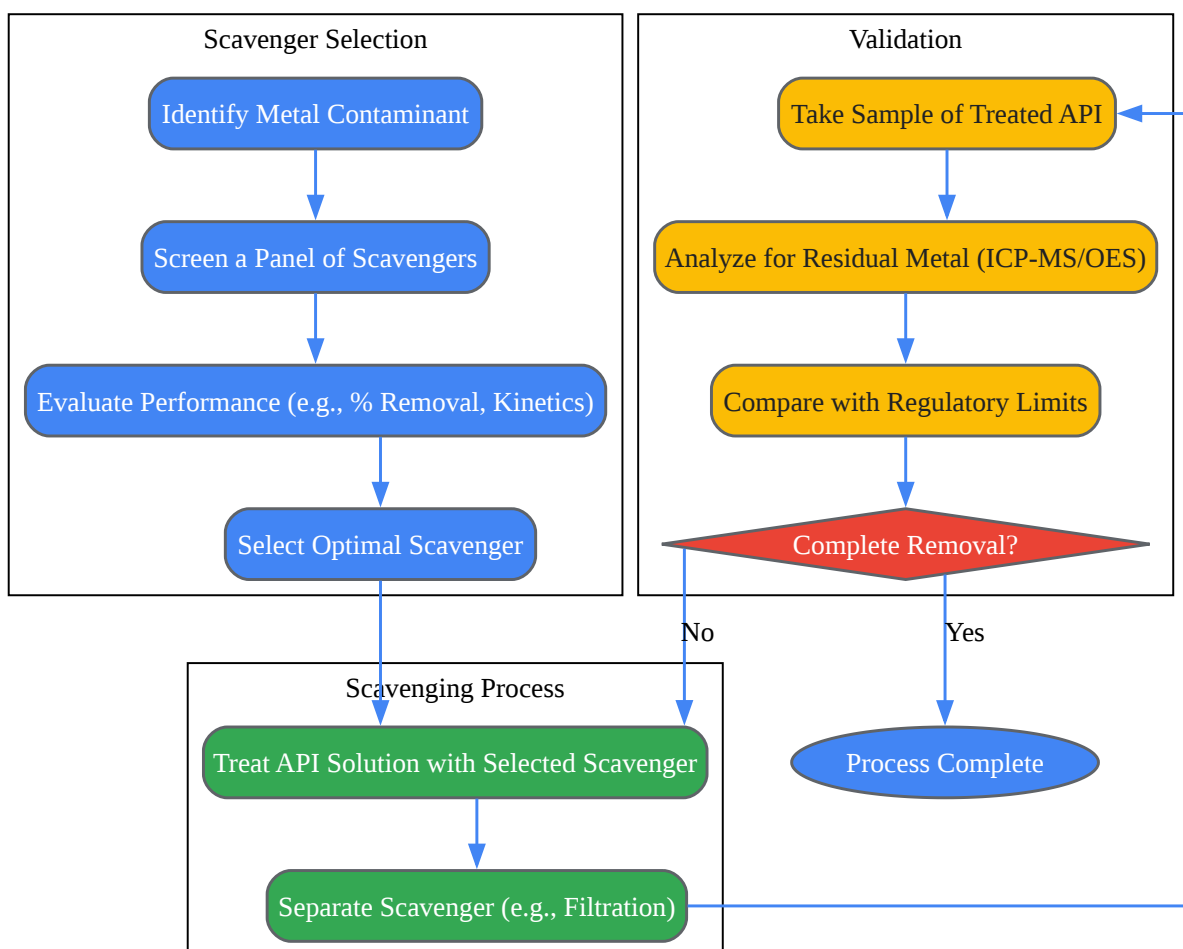 Scavenger Selection
Identify Metal Contaminant
Screen a Panel of Scavengers
Evaluate Performance (e.g., % Removal, Kinetics)
Select Optimal Scavenger
Validation
Take Sample of Treated API
Analyze for Residual Metal (ICP-MS/OES)
Compare with Regulatory Limits
Complete Removal?
No
Yes
Scavenging Process
Treat API Solution with Selected Scavenger
Separate Scavenger (e.g., Filtration)
Process Complete